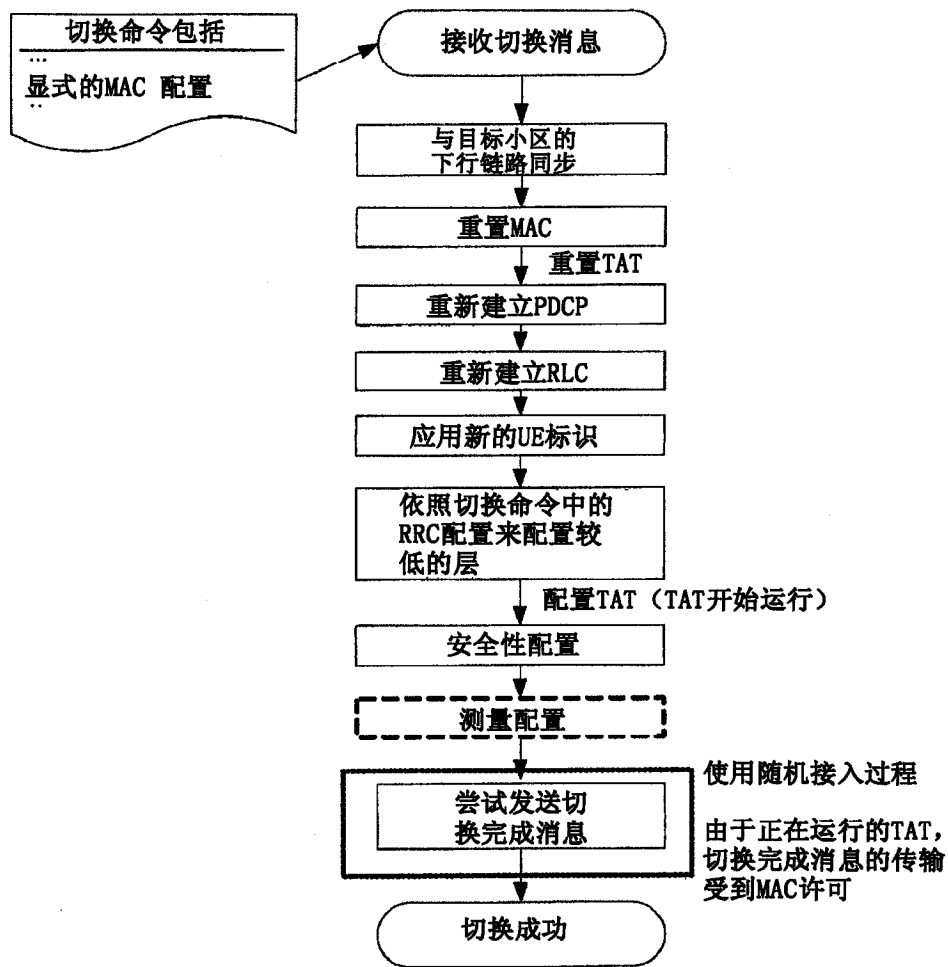 切换命令包括
...
显式的MAC 配置
..
接收切换消息
与目标小区的
下行链路同步
重置MAC
重置TAT
重新建立PDCP
重新建立RLC
应用新的UE标识
依照切换命令中的
RRC配置来配置较
低的层
配置TAT（TAT开始运行）
安全性配置
测量配置
尝试发送切
换完成消息
使用随机接入过程
由于正在运行的TAT，
切换完成消息的传输
受到MAC许可
切换成功